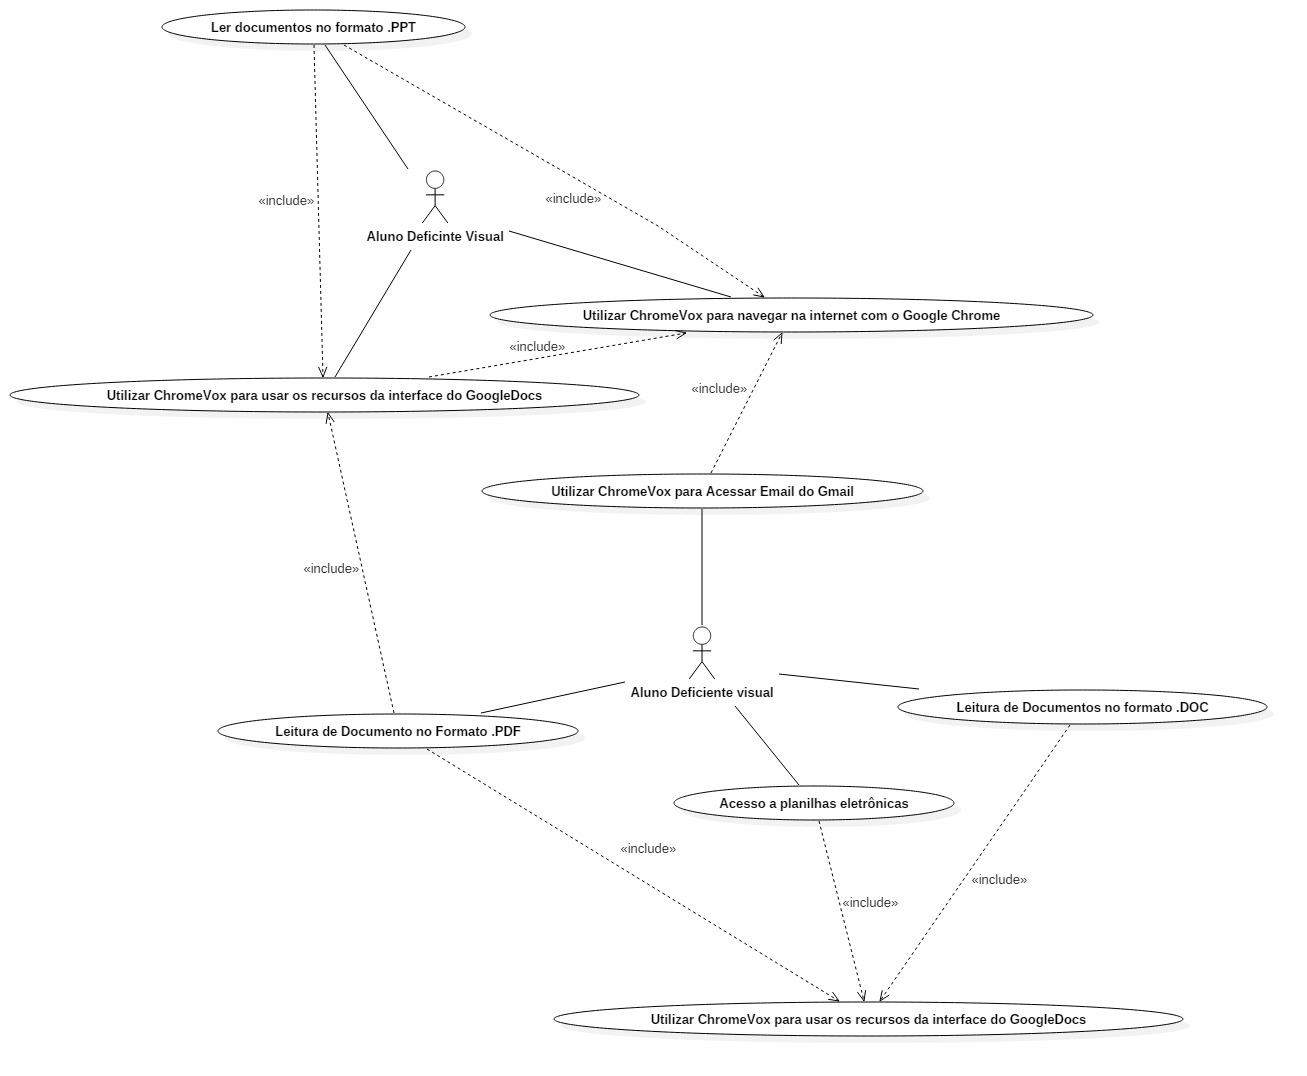 Ler documentos no formato .PPT
«include»
«include»
Aluno Deficinte Visual
Utilizar ChromeVox para navegar na internet com o Google Chrome
«include»
«include»
Utilizar ChromeVox para usar os recursos da interface do GoogleDocs
Utilizar ChromeVox para Acessar Email do Gmail
«include»
Aluno Deficiente visual
Leitura de Documentos no formato .DOC
Leitura de Documento no Formato .PDF
Acesso a planilhas eletrônicas
«include»
«include»
«include»
Utilizar ChromeVox para usar os recursos da interface do GoogleDocs